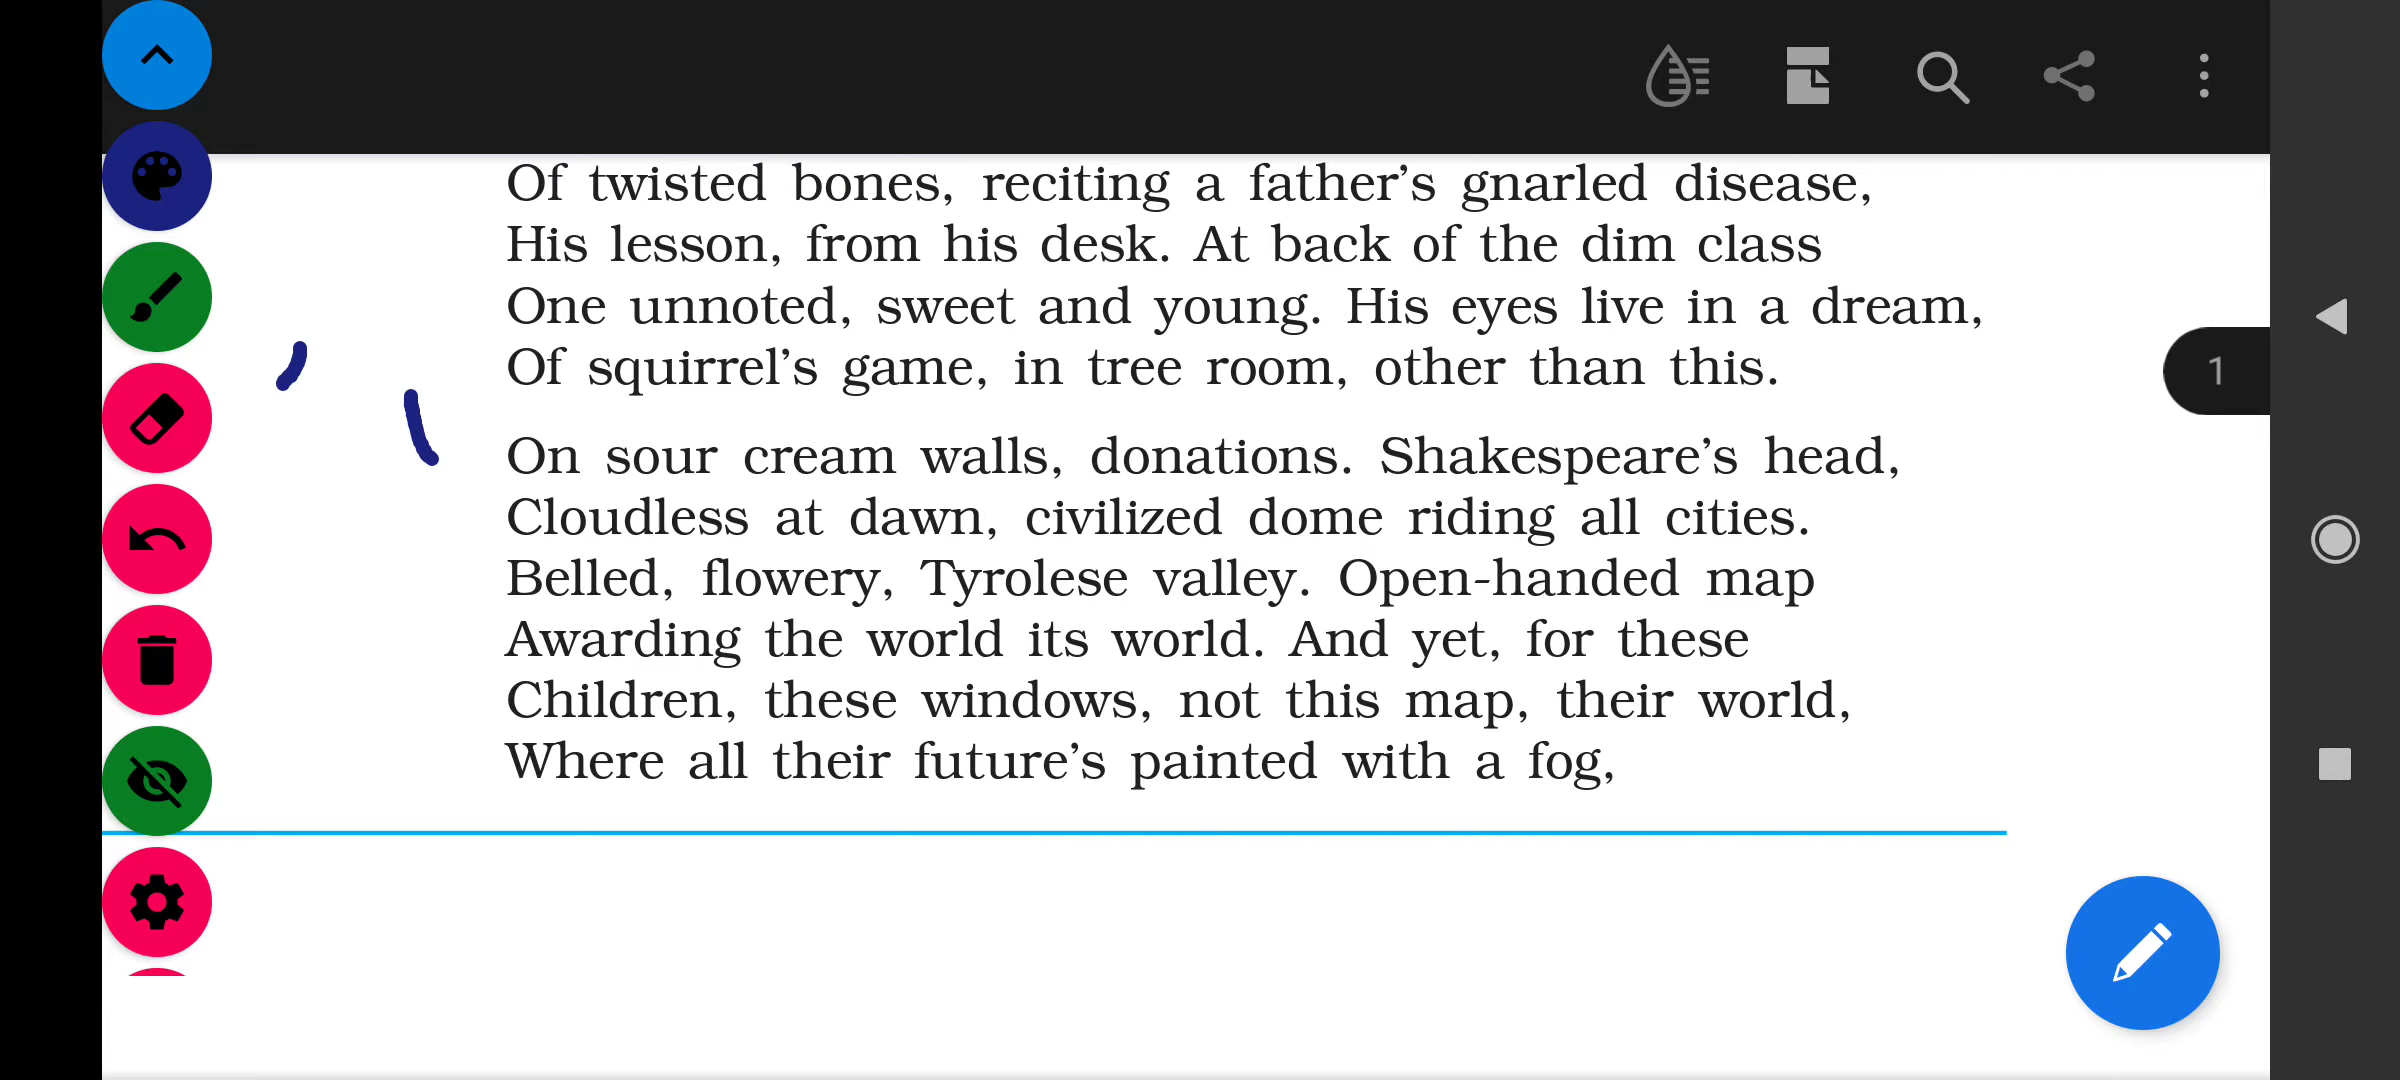 Of twisted bones, reciting a father’s gnarled disease,
His lesson, from his desk. At back of the dim class
One unnoted, sweet and young. His eyes live in a dream,
Of squirrel’s game, in tree room, other than this.
On sour cream walls, donations. Shakespeare’s head,
Cloudless at dawn, civilized dome riding all cities.
Belled, flowery, Tyrolese valley. Open-handed map
Awarding the world its world. And yet, for these
Children, these windows, not this map, their world,
Where all their future’s painted with a fog,
1